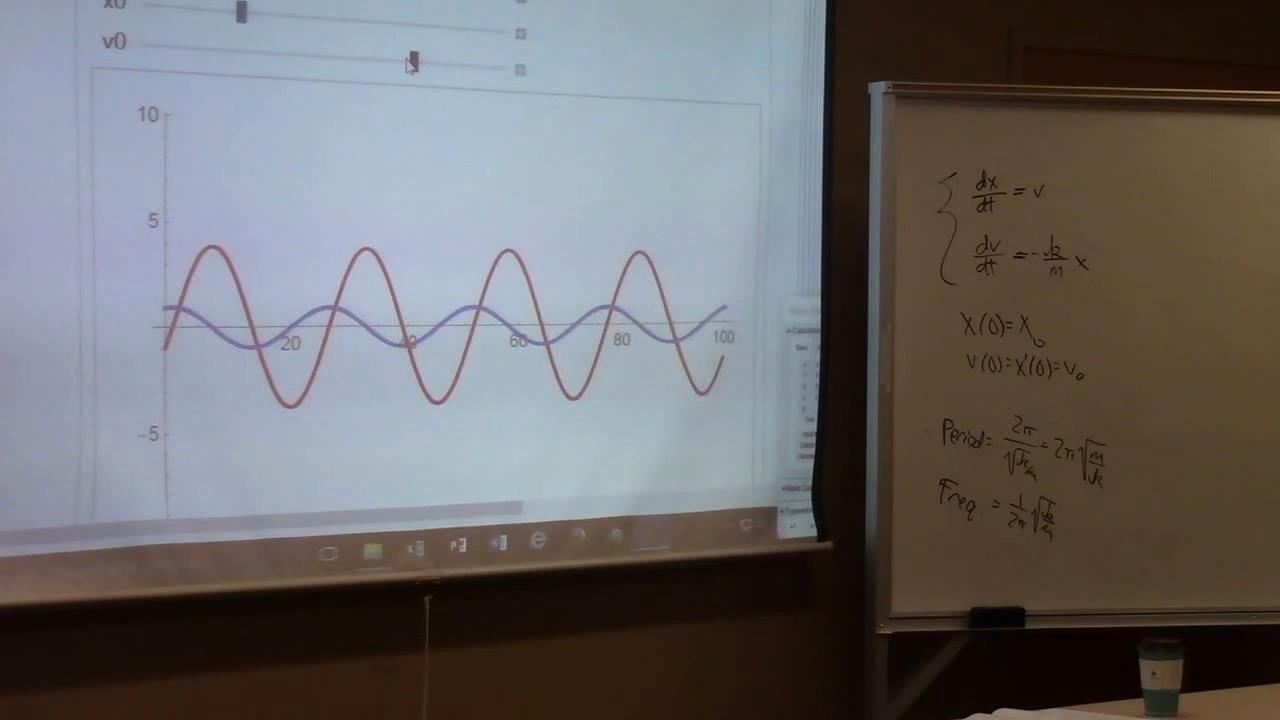 x0
v0
10
5
20
40
60
80
100
-5
dx/dt = v
dv/dt = -k/m x
x(0)=x₀
v(0)=x'(0)=v₀
Period = 2π/√k/m = 2π√m/k
Freq. = 1/2π √k/m